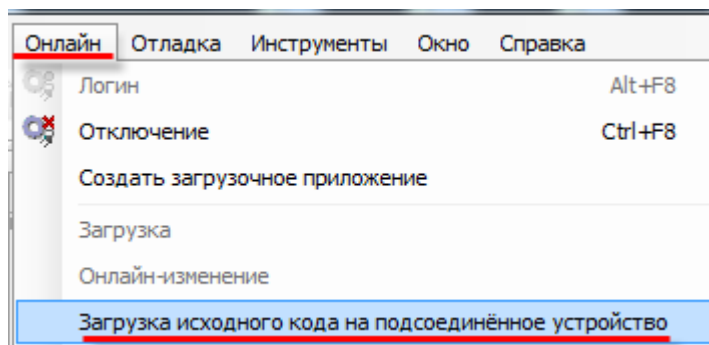 Онлайн Отладка Инструменты Окно Справка
Логин Alt+F8
Отключение Ctrl+F8
Создать загрузочное приложение
Загрузка
Онлайн-изменение
Загрузка исходного кода на подсоединённое устройство